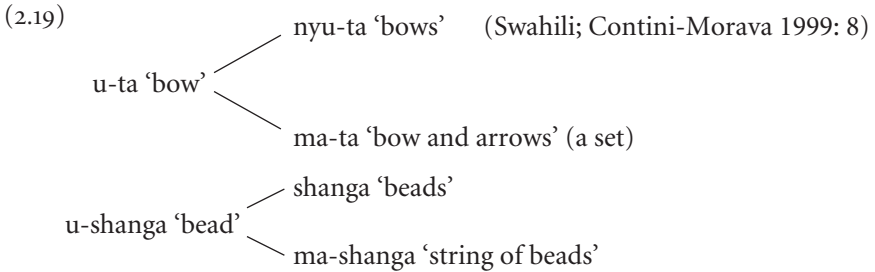 (2.19)
nyu-ta ‘bows’ (Swahili; Contini-Morava 1999: 8)
u-ta ‘bow’
ma-ta ‘bow and arrows’ (a set)
shanga ‘beads’
u-shanga ‘bead’
ma-shanga ‘string of beads’